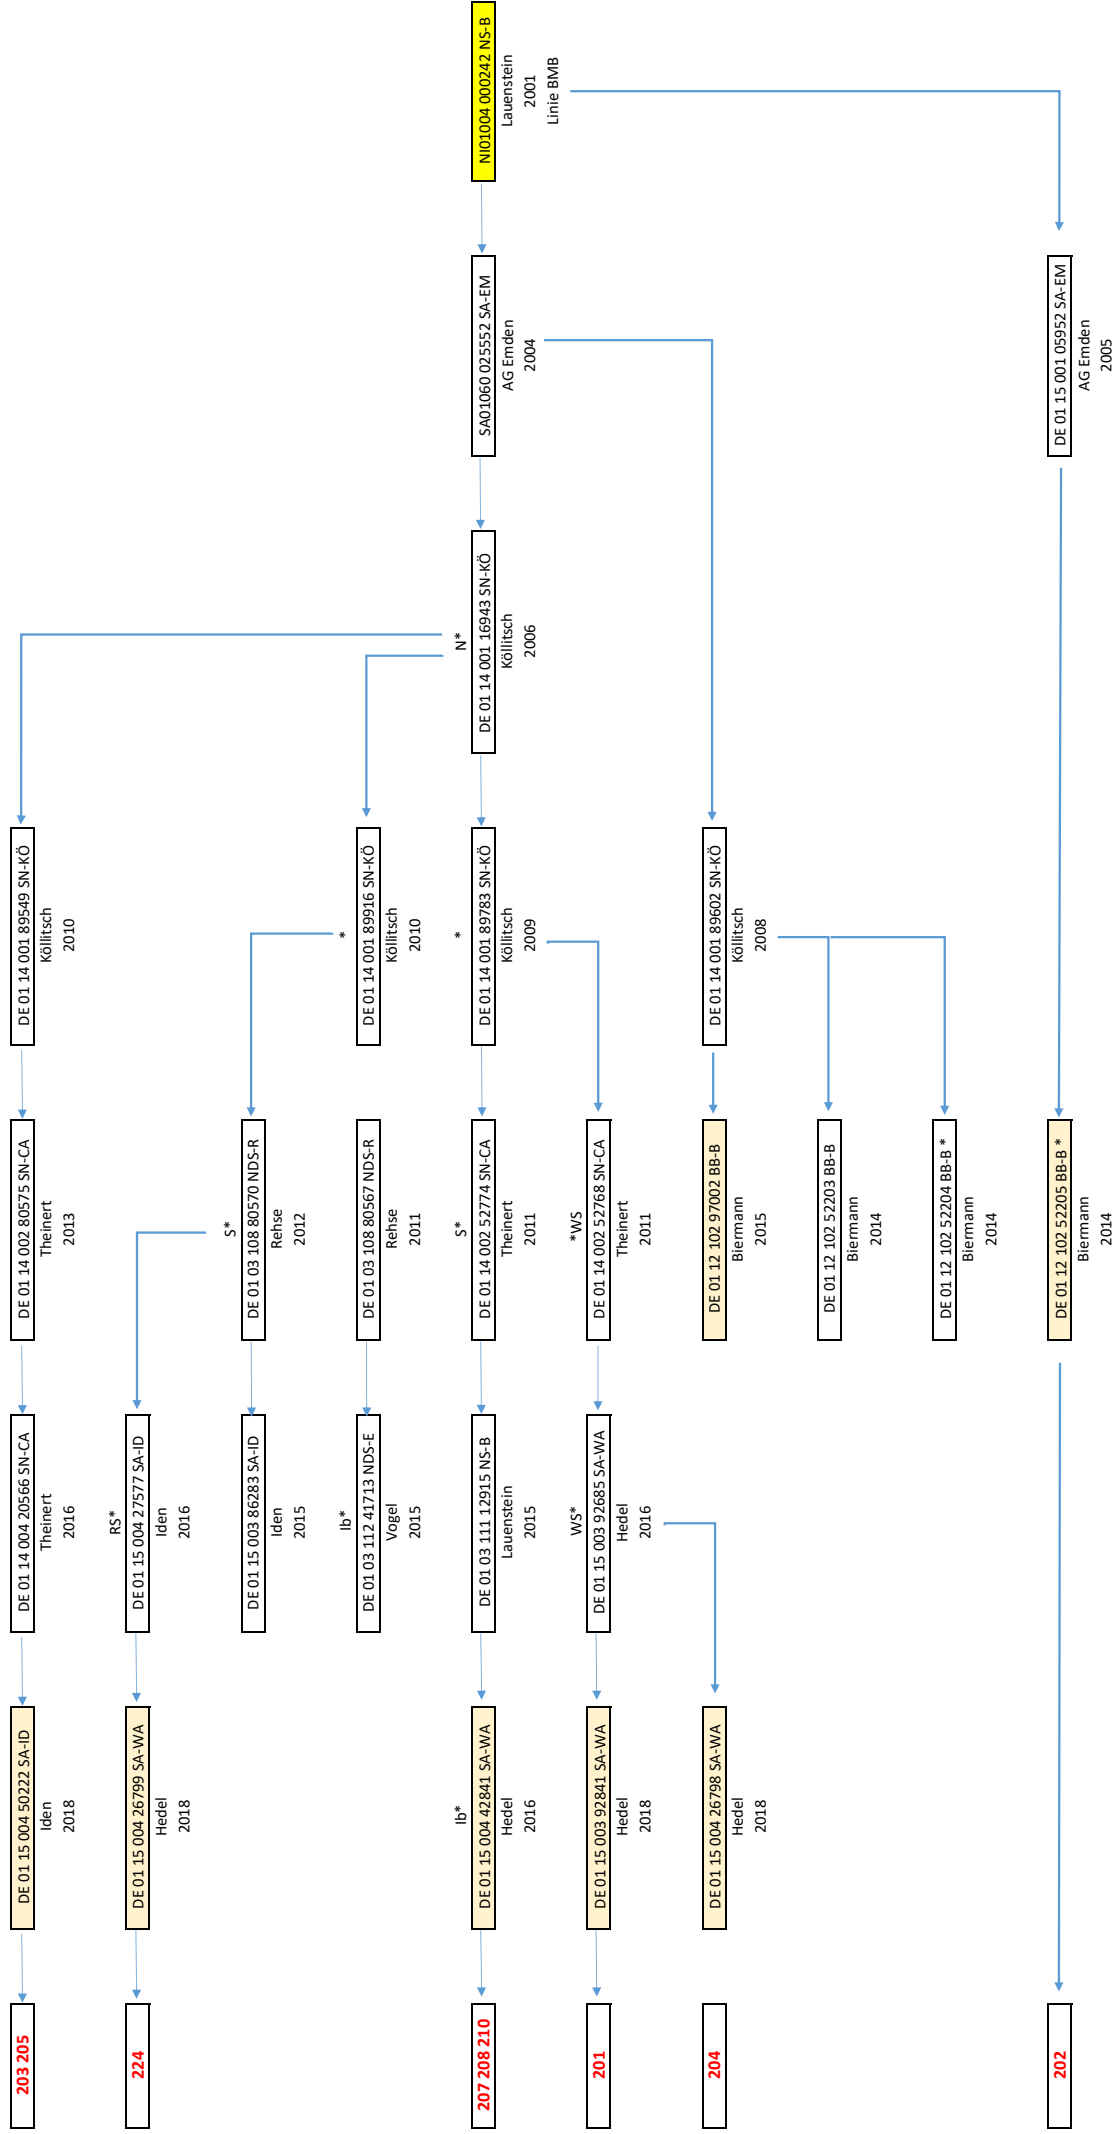 203 205
DE 01 15 004 50222 SA-ID
Iden
2018
DE 01 14 004 20566 SN-CA
Theinert
2016
DE 01 14 002 80575 SN-CA
Theinert
2013
DE 01 14 001 89549 SN-KÖ
Köllitsch
2010
224
DE 01 15 004 26799 SA-WA
Hedel
2018
RS*
DE 01 15 004 27577 SA-ID
Iden
2016
DE 01 15 003 86283 SA-ID
Iden
2015
S*
DE 01 03 108 80570 NDS-R
Rehse
2012
Ib*
DE 01 03 112 41713 NDS-E
Vogel
2015
DE 01 03 108 80567 NDS-R
Rehse
2011
*
DE 01 14 001 89916 SN-KÖ
Köllitsch
2010
207 208 210
Ib*
DE 01 15 004 42841 SA-WA
Hedel
2016
DE 01 03 111 12915 NS-B
Lauenstein
2015
S*
DE 01 14 002 52774 SN-CA
Theinert
2011
*
DE 01 14 001 89783 SN-KÖ
Köllitsch
2009
N*
DE 01 14 001 16943 SN-KÖ
Köllitsch
2006
SA01060 025552 SA-EM
AG Emden
2004
NI01004 000242 NS-B
Lauenstein
2001
Linie BMB
201
DE 01 15 003 92841 SA-WA
Hedel
2018
WS*
DE 01 15 003 92685 SA-WA
Hedel
2016
*WS
DE 01 14 002 52768 SN-CA
Theinert
2011
204
DE 01 15 004 26798 SA-WA
Hedel
2018
DE 01 12 102 97002 BB-B
Biermann
2015
DE 01 14 001 89602 SN-KÖ
Köllitsch
2008
DE 01 12 102 52203 BB-B
Biermann
2014
DE 01 12 102 52204 BB-B *
Biermann
2014
202
DE 01 12 102 52205 BB-B *
Biermann
2014
DE 01 15 001 05952 SA-EM
AG Emden
2005